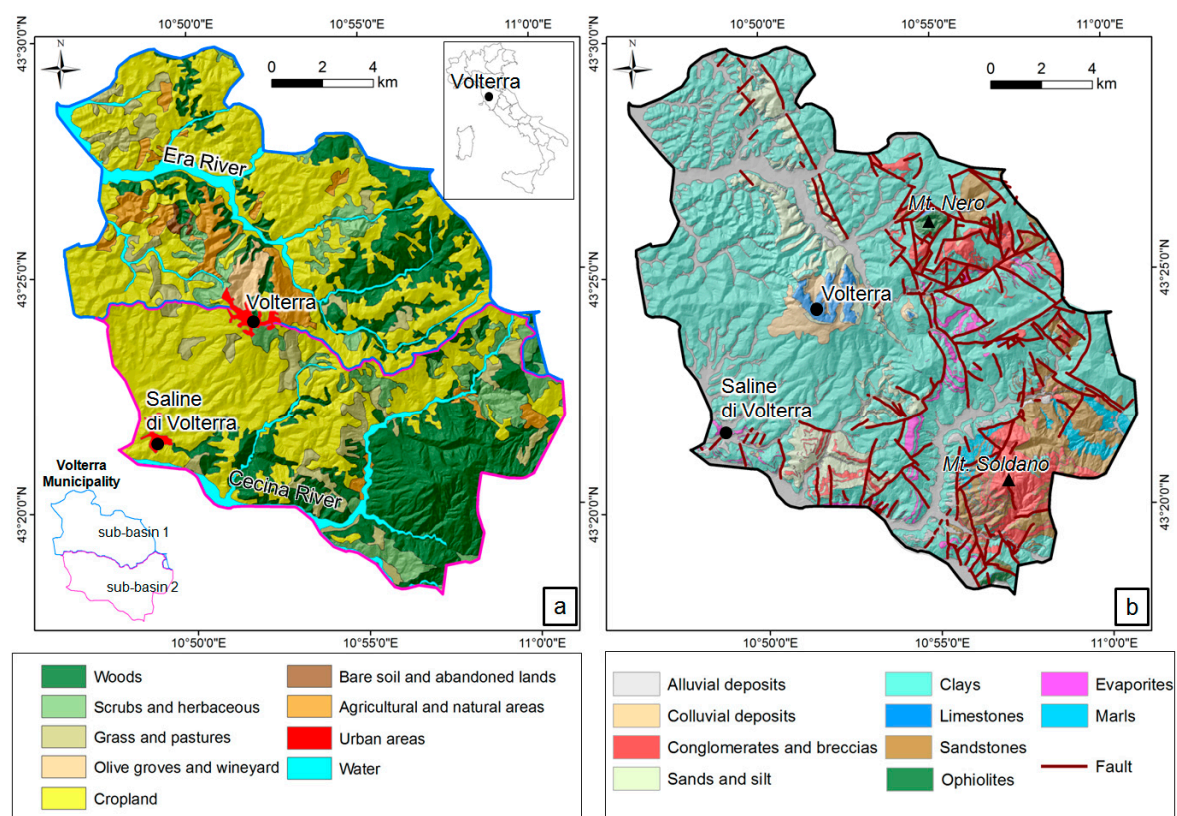 10°50'0"E
10°55'0"E
11°0'0"E
10°50'0"E
10°55'0"E
11°0'0"E
43°30'0"N
43°25'0"N
43°20'0"N
N
0 2 4
km
Volterra
Era River
Volterra
Saline
di Volterra
Cecina River
Volterra
Municipality
sub-basin 1
sub-basin 2
a
N
0 2 4
km
Mt. Nero
Volterra
Saline
di Volterra
Mt. Soldano
b
43°30'0"N
43°25'0"N
43°20'0"N
10°50'0"E
10°55'0"E
11°0'0"E
10°50'0"E
10°55'0"E
11°0'0"E
Woods
Scrubs and herbaceous
Grass and pastures
Olive groves and wineyard
Cropland
Bare soil and abandoned lands
Agricultural and natural areas
Urban areas
Water
Alluvial deposits
Colluvial deposits
Conglomerates and breccias
Sands and silt
Clays
Limestones
Sandstones
Ophiolites
Evaporites
Marls
Fault